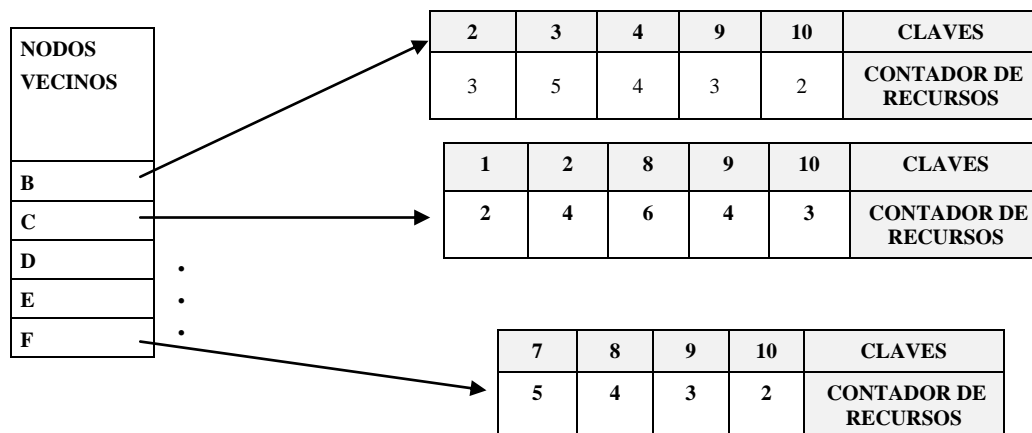 2 3 4 9 10 CLAVES
NODOS
VECINOS
3 5 4 3 2 CONTADOR DE
RECURSOS
1 2 8 9 10 CLAVES
B
2 4 6 4 3 CONTADOR DE
RECURSOS
C
D
E
F
7 8 9 10 CLAVES
5 4 3 2 CONTADOR DE
RECURSOS